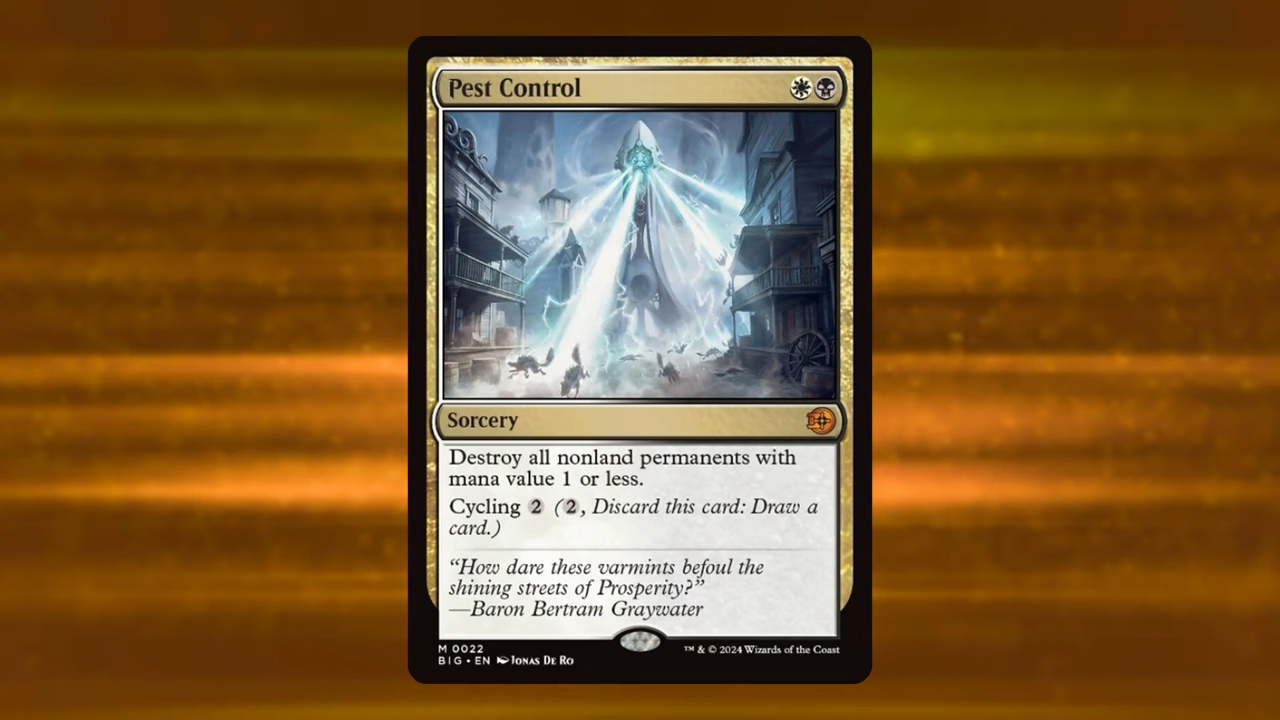 Pest Control
Sorcery
Destroy all nonland permanents with
mana value 1 or less.
Cycling 2 (2, Discard this card: Draw a
card.)
“How dare these varmints befoul the
shining streets of Prosperity?”
—Baron Bertram Graywater
M 0022
BIG • EN Jonas De Ro
™ & © 2024 Wizards of the Coast